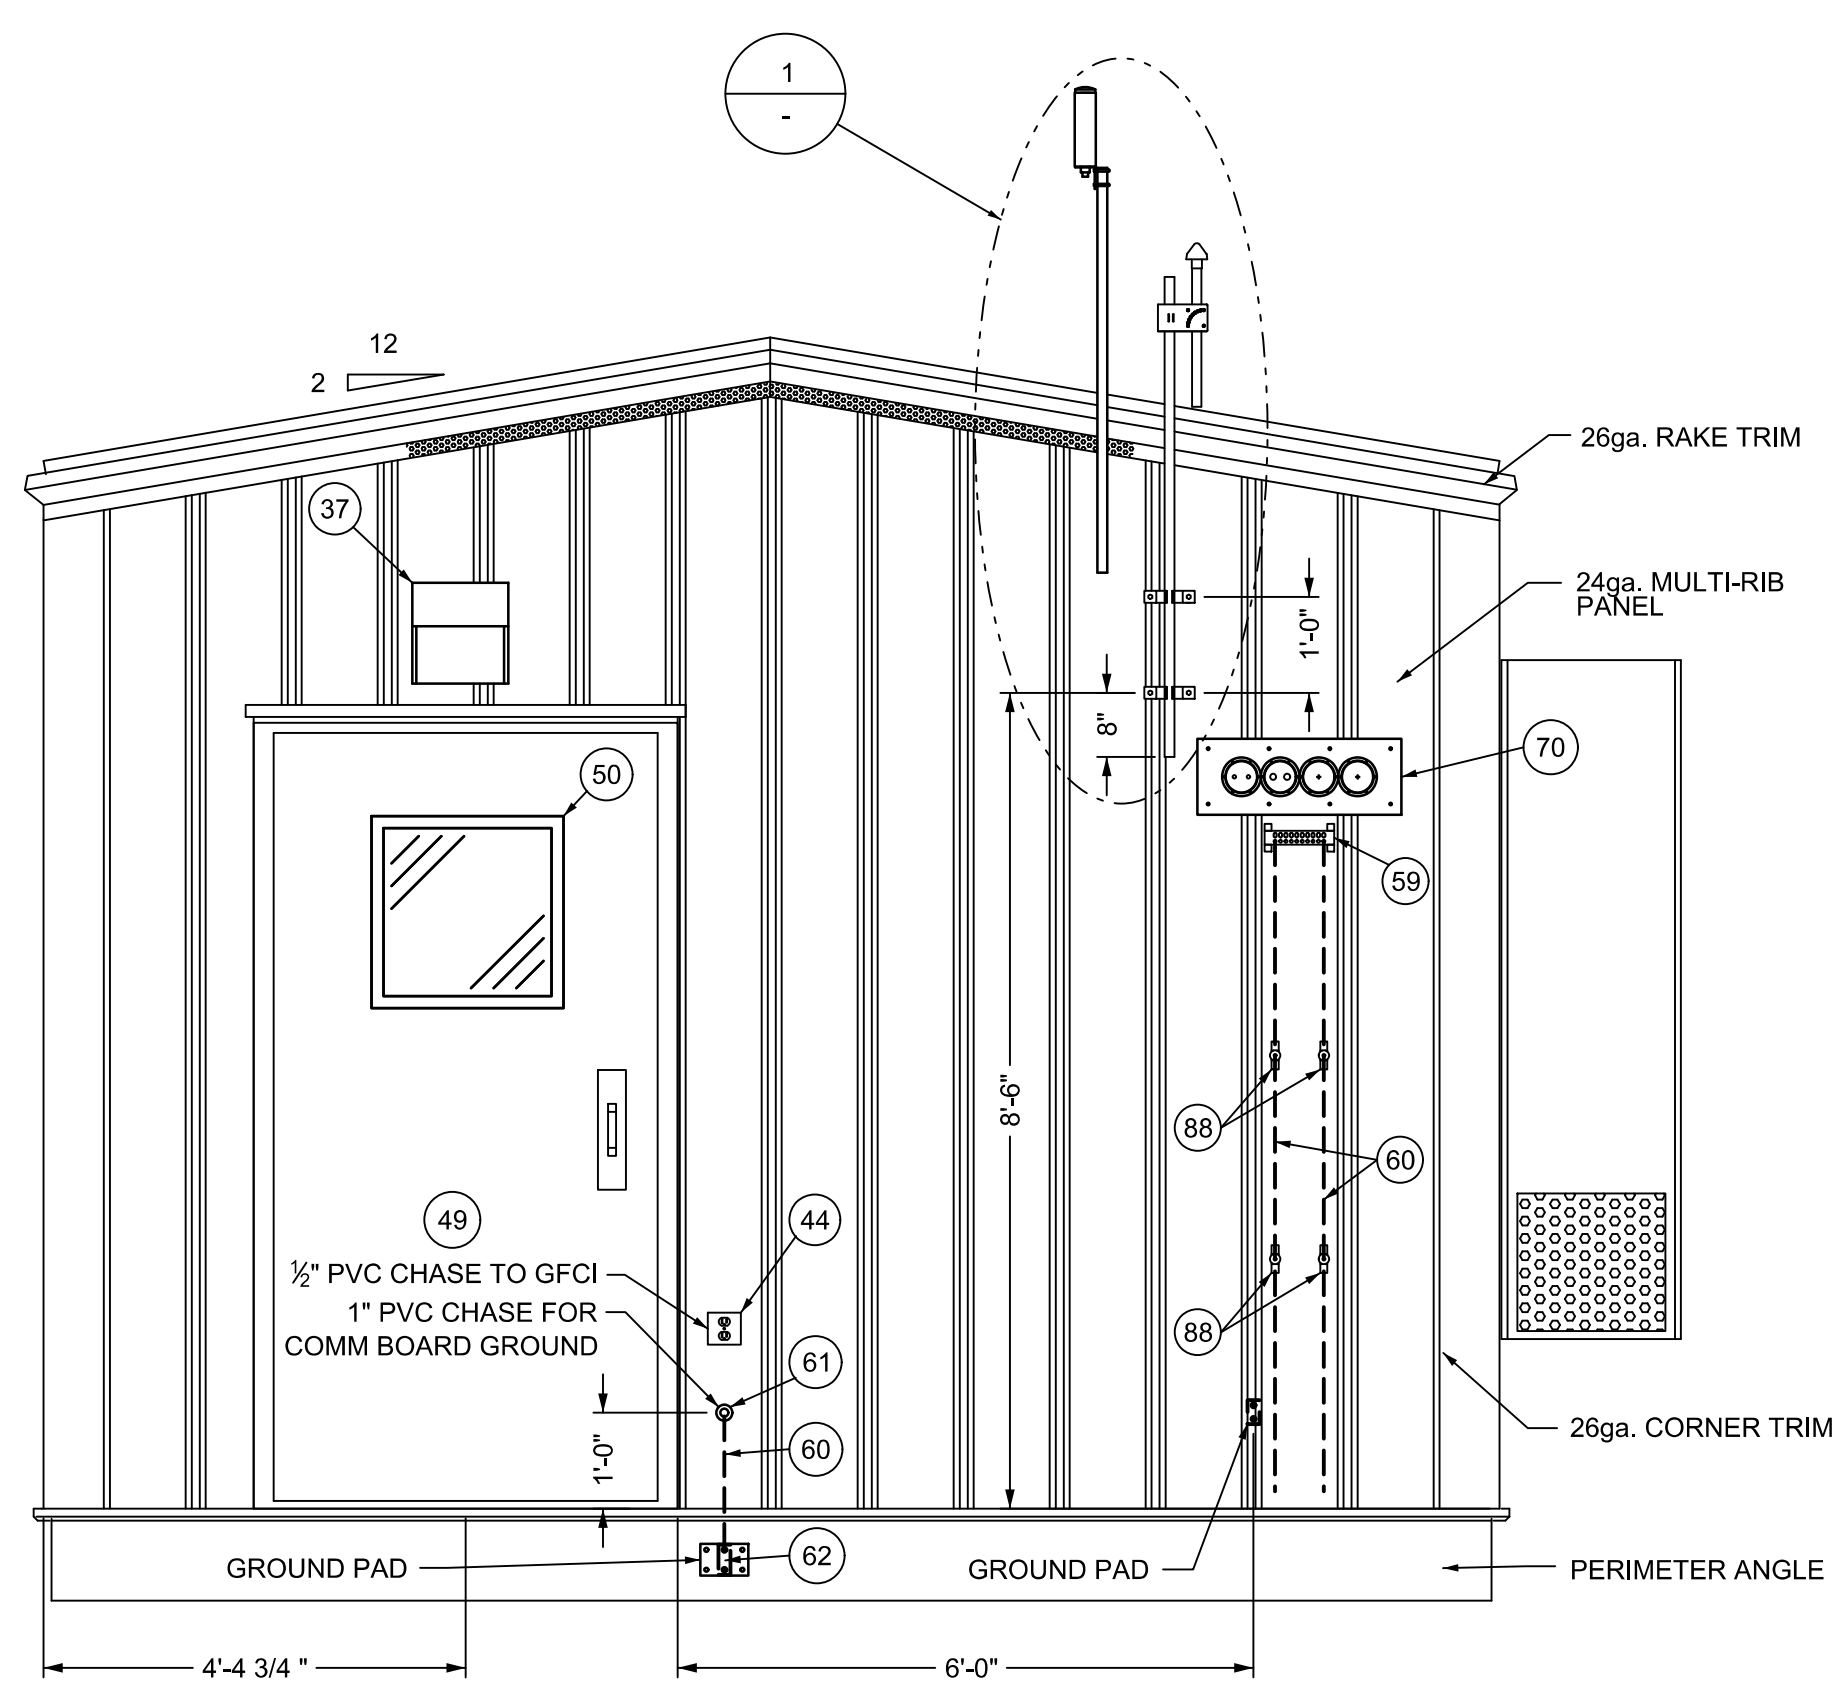 1
-
12
2
26ga. RAKE TRIM
37
24ga. MULTI-RIB
PANEL
1'-0"
8"
70
50
59
8'-6"
88
60
49
44
½" PVC CHASE TO GFCI
1" PVC CHASE FOR
COMM BOARD GROUND
88
61
1'-0"
60
26ga. CORNER TRIM
62
GROUND PAD
GROUND PAD
PERIMETER ANGLE
4'-4 3/4 "
6'-0"